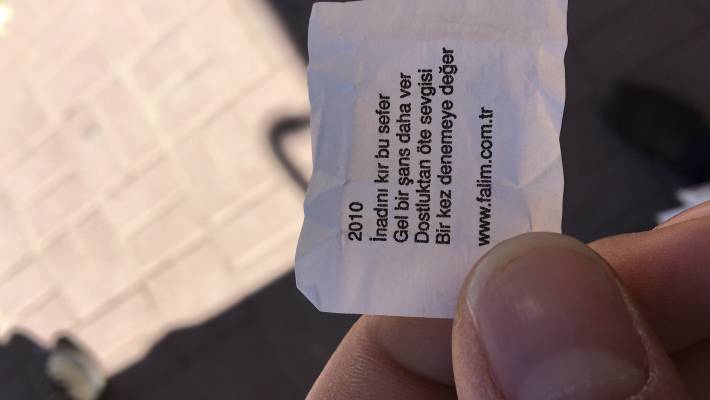 2010
İnadını kır bu sefer
Gel bir şans daha ver
Dostluktan öte sevgisi
Bir kez denemeye değer
www.falim.com.tr